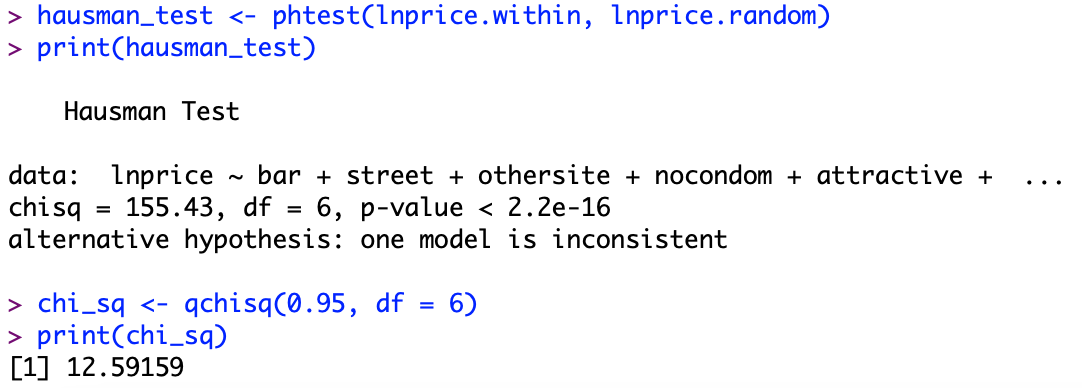 > hausman_test <- phtest(lnprice.within, lnprice.random)
> print(hausman_test)
Hausman Test
data:  lnprice ~ bar + street + othersite + nocondom + attractive +  ...
chisq = 155.43, df = 6, p-value < 2.2e-16
alternative hypothesis: one model is inconsistent
> chi_sq <- qchisq(0.95, df = 6)
> print(chi_sq)
[1] 12.59159